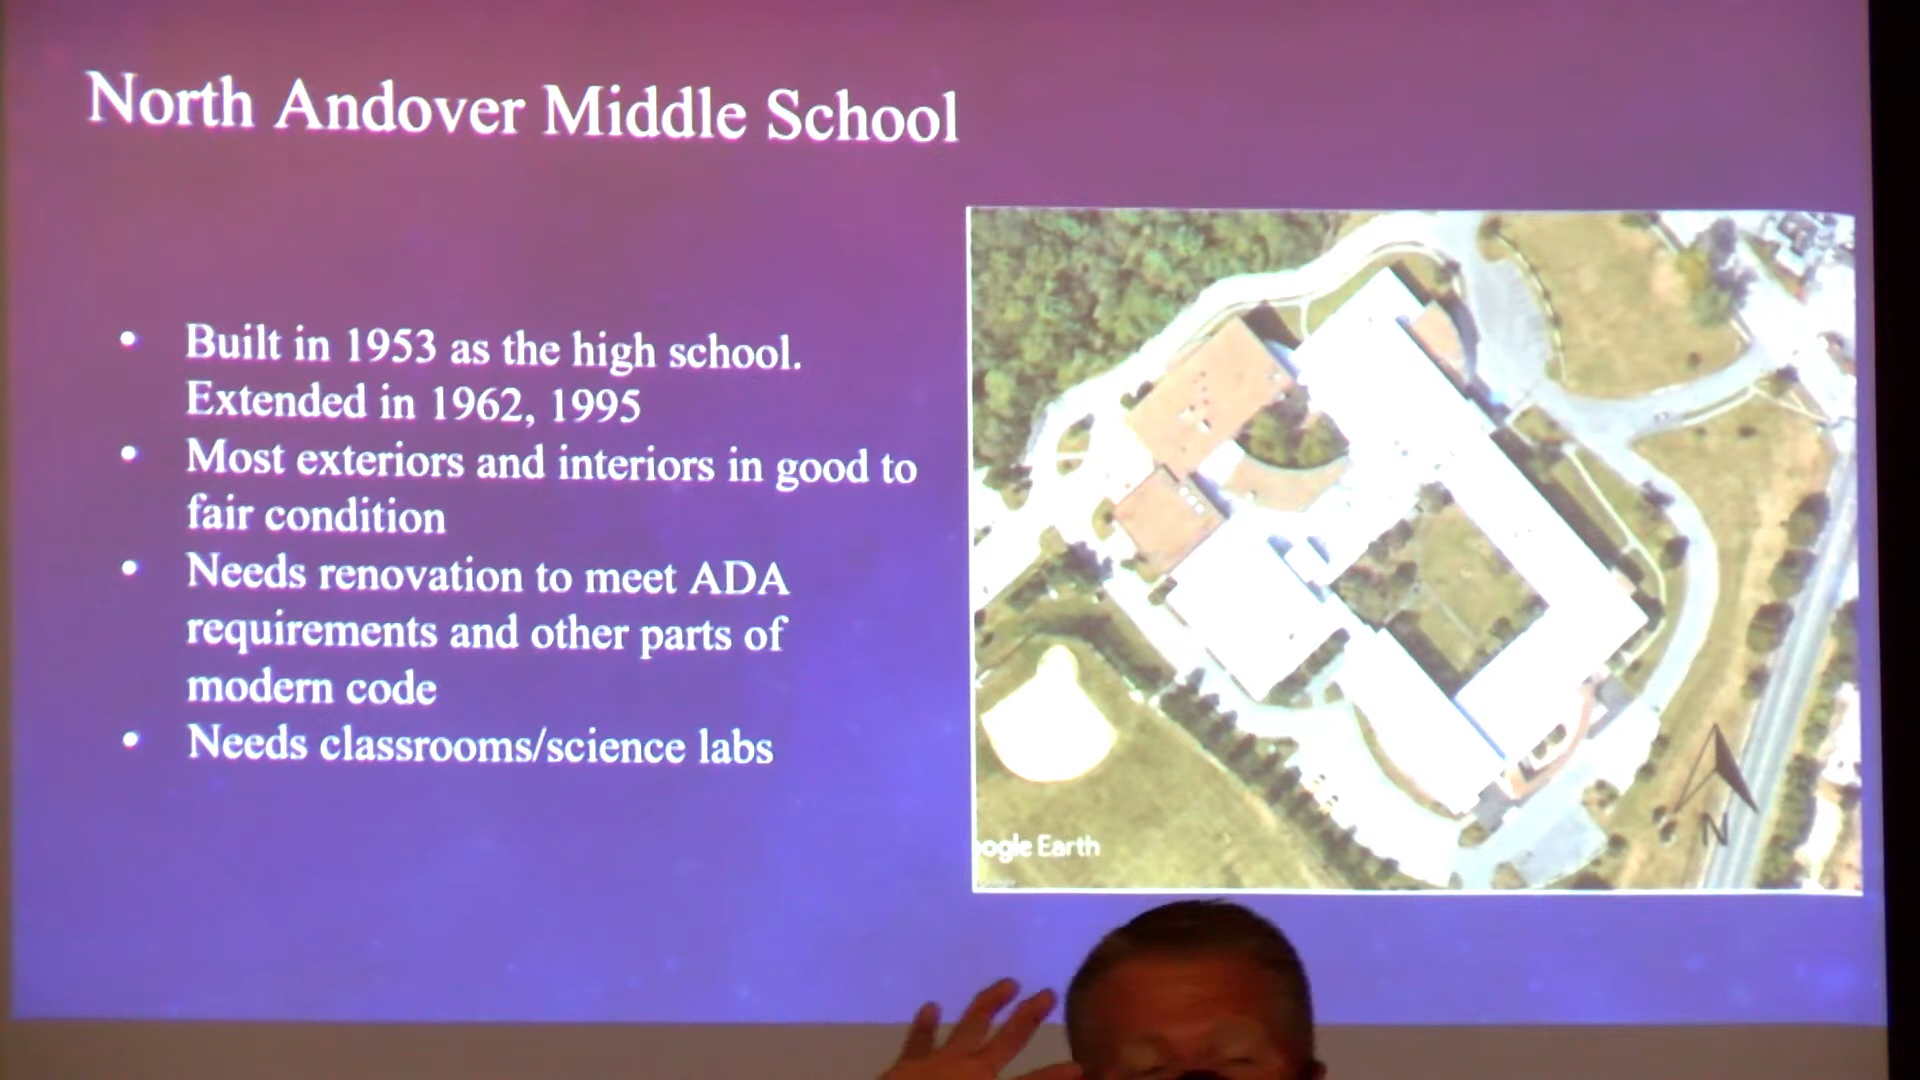 North Andover Middle School
• Built in 1953 as the high school.
Extended in 1962, 1995
• Most exteriors and interiors in good to
fair condition
• Needs renovation to meet ADA
requirements and other parts of
modern code
• Needs classrooms/science labs
N
ogle Earth